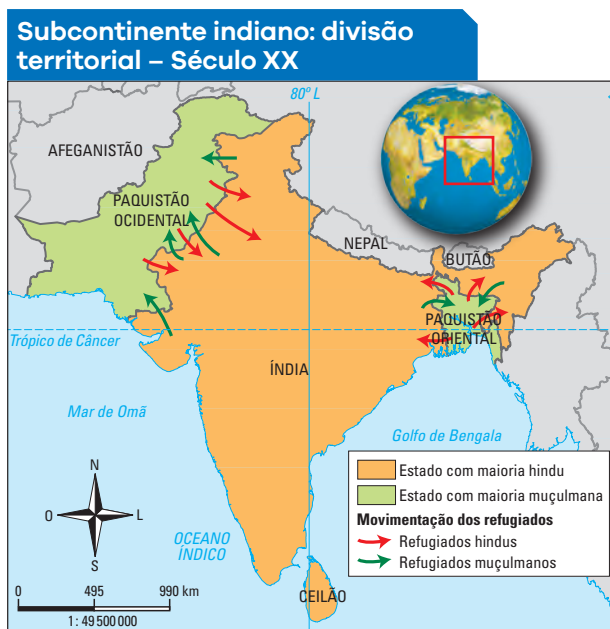 Subcontinente indiano: divisão
territorial – Século XX
80º L
AFEGANISTÃO
PAQUISTÃO
OCIDENTAL
NEPAL
BUTÃO
PAQUISTÃO
ORIENTAL
Trópico de Câncer
ÍNDIA
Mar de Omã
Golfo de Bengala
N
O
L
S
OCEANO
ÍNDICO
CEILÃO
0 495 990 km
1 : 49 500 000
Estado com maioria hindu
Estado com maioria muçulmana
Movimentação dos refugiados
Refugiados hindus
Refugiados muçulmanos